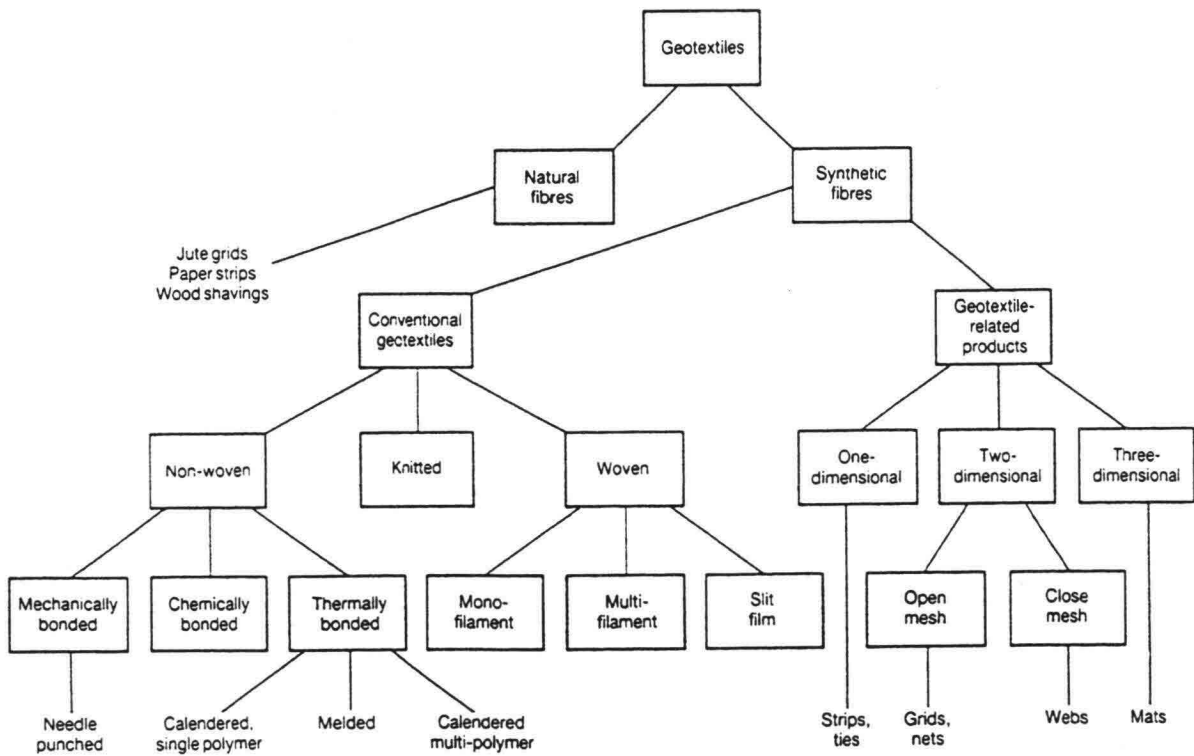 Geotextiles
Natural
fibres
Synthetic
fibres
Jute grids
Paper strips
Wood shavings
Conventional
gectextiles
Geotextile-
related
products
Non-woven
Knitted
Woven
One-
dimensional
Two-
dimensional
Three-
dimensional
Mechanically
bonded
Chemically
bonded
Thermally
bonded
Mono-
filament
Multi-
filament
Slit
film
Open
mesh
Close
mesh
Needle
punched
Calendered,
single polymer
Melded
Calendered
multi-polymer
Strips,
ties
Grids,
nets
Webs
Mats